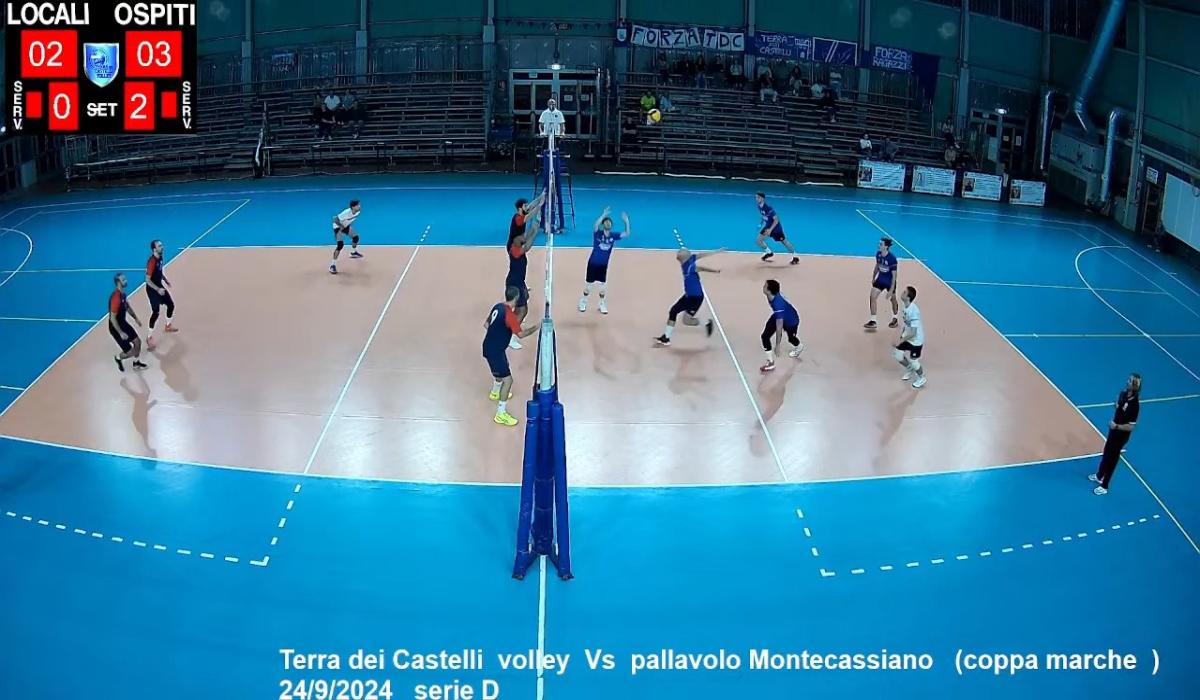 LOCALI OSPITI
02 03
SERV. 0 SET 2 SERV.
FORZA TDC
TERRA DEI
CASTELLI
FORZA
RAGAZZI
9
Terra dei Castelli volley Vs pallavolo Montecassiano (coppa marche )
24/9/2024 serie D